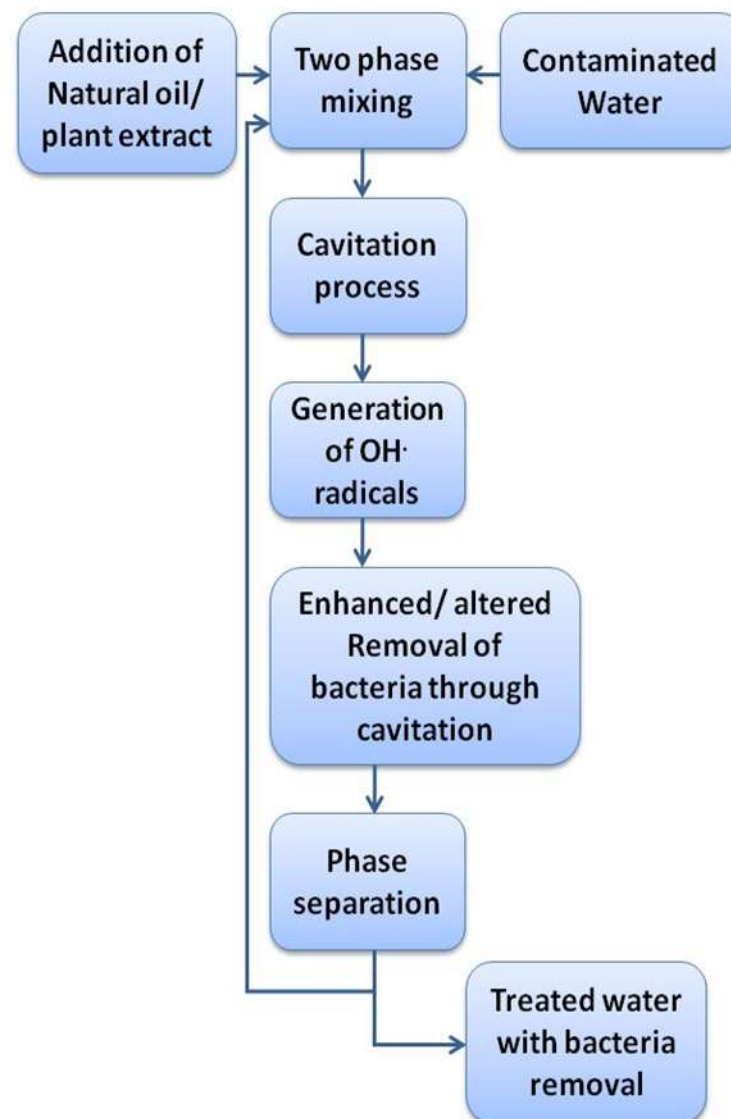 Addition of
Natural oil/
plant extract
Two phase
mixing
Contaminated
Water
Cavitation
process
Generation
of OH·
radicals
Enhanced/ altered
Removal of
bacteria through
cavitation
Phase
separation
Treated water
with bacteria
removal